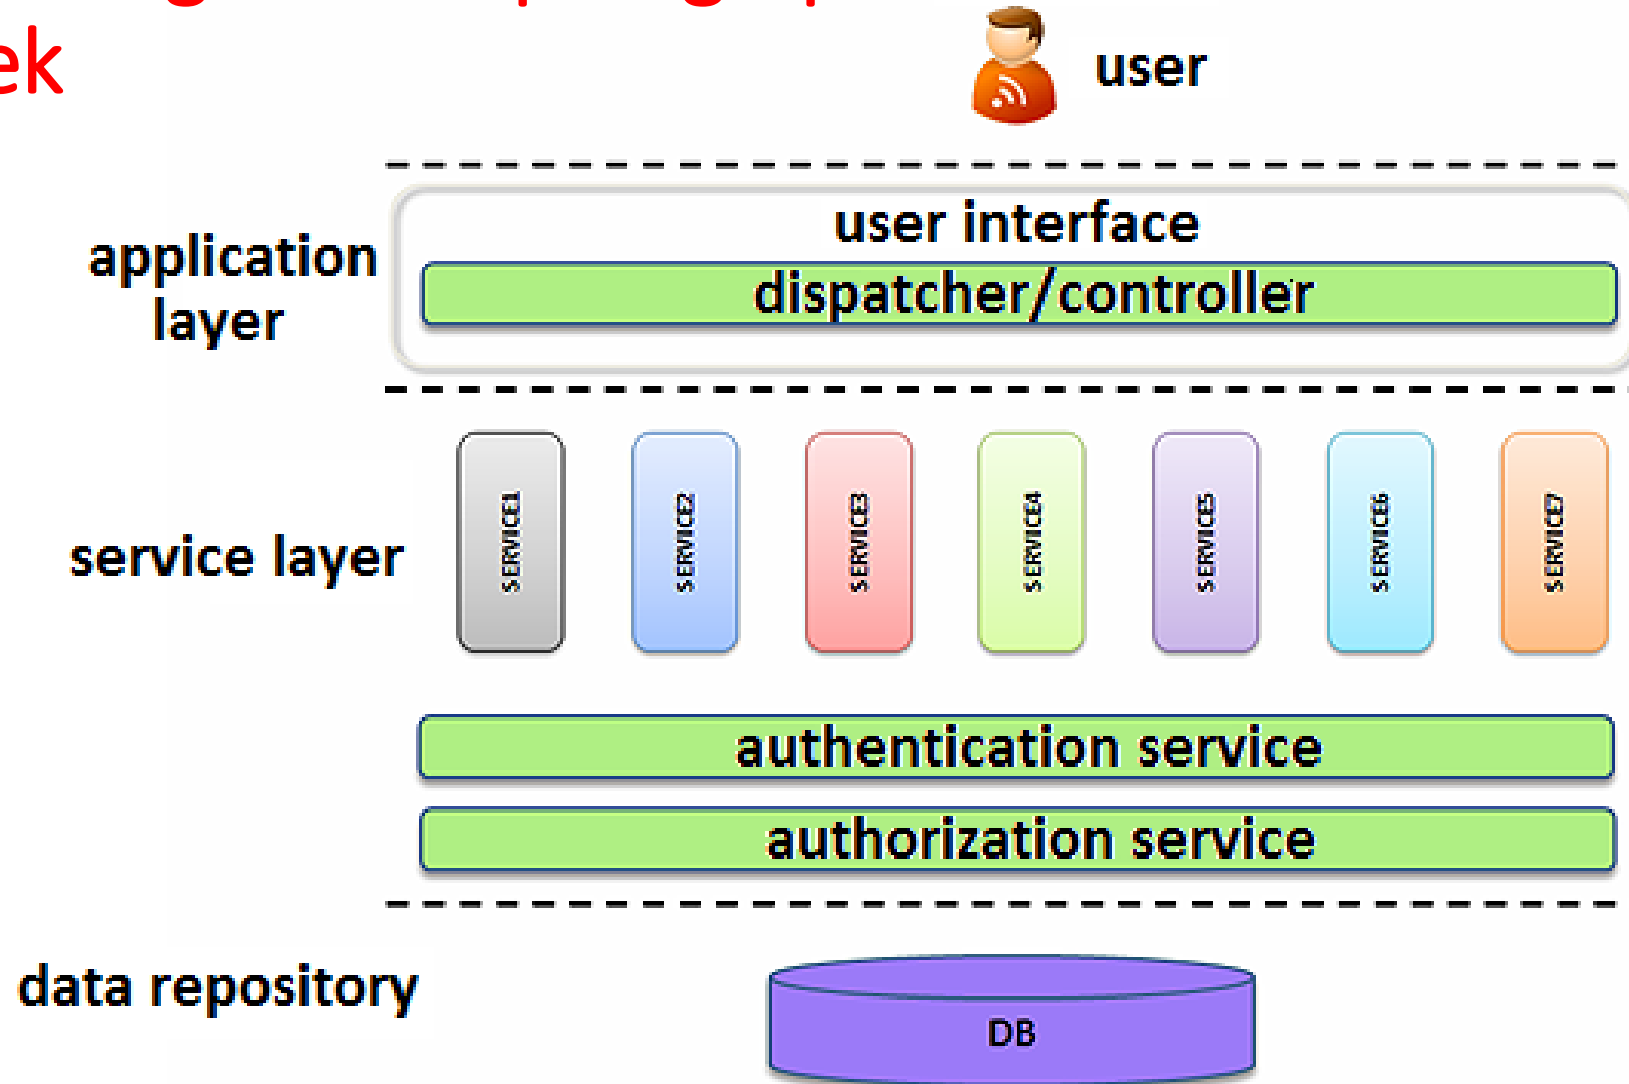 user
user interface
application
layer
dispatcher/controller
SERVICE1
SERVICE2
SERVICE3
SERVICE4
SERVICE5
SERVICE6
SERVICE7
service layer
authentication service
authorization service
data repository
DB